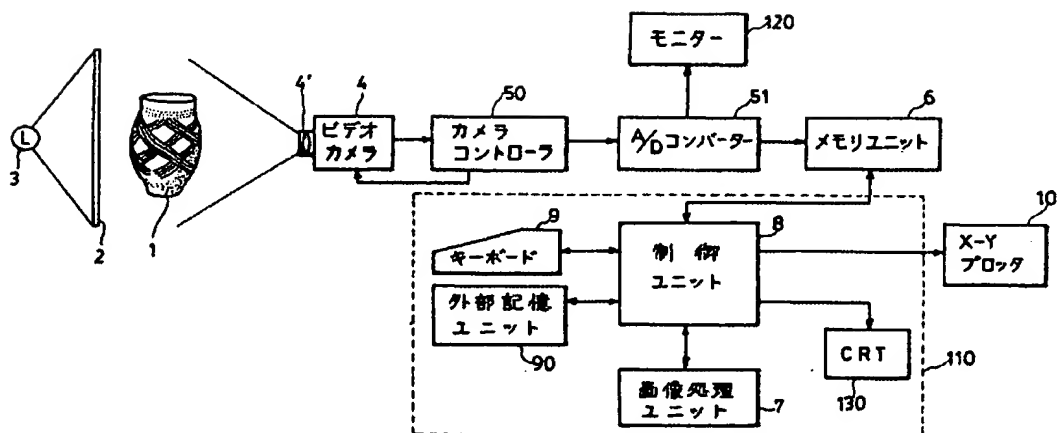 120
モニター
4'
4
50
51
6
L
ビデオ
カメラ
カメラ
コントローラ
A/Dコンバーター
メモリユニット
3
2
1
9
8
10
キーボード
制御
ユニット
X-Y
プロッタ
外部記憶
ユニット
90
CRT
130
110
画像処理
ユニット
7